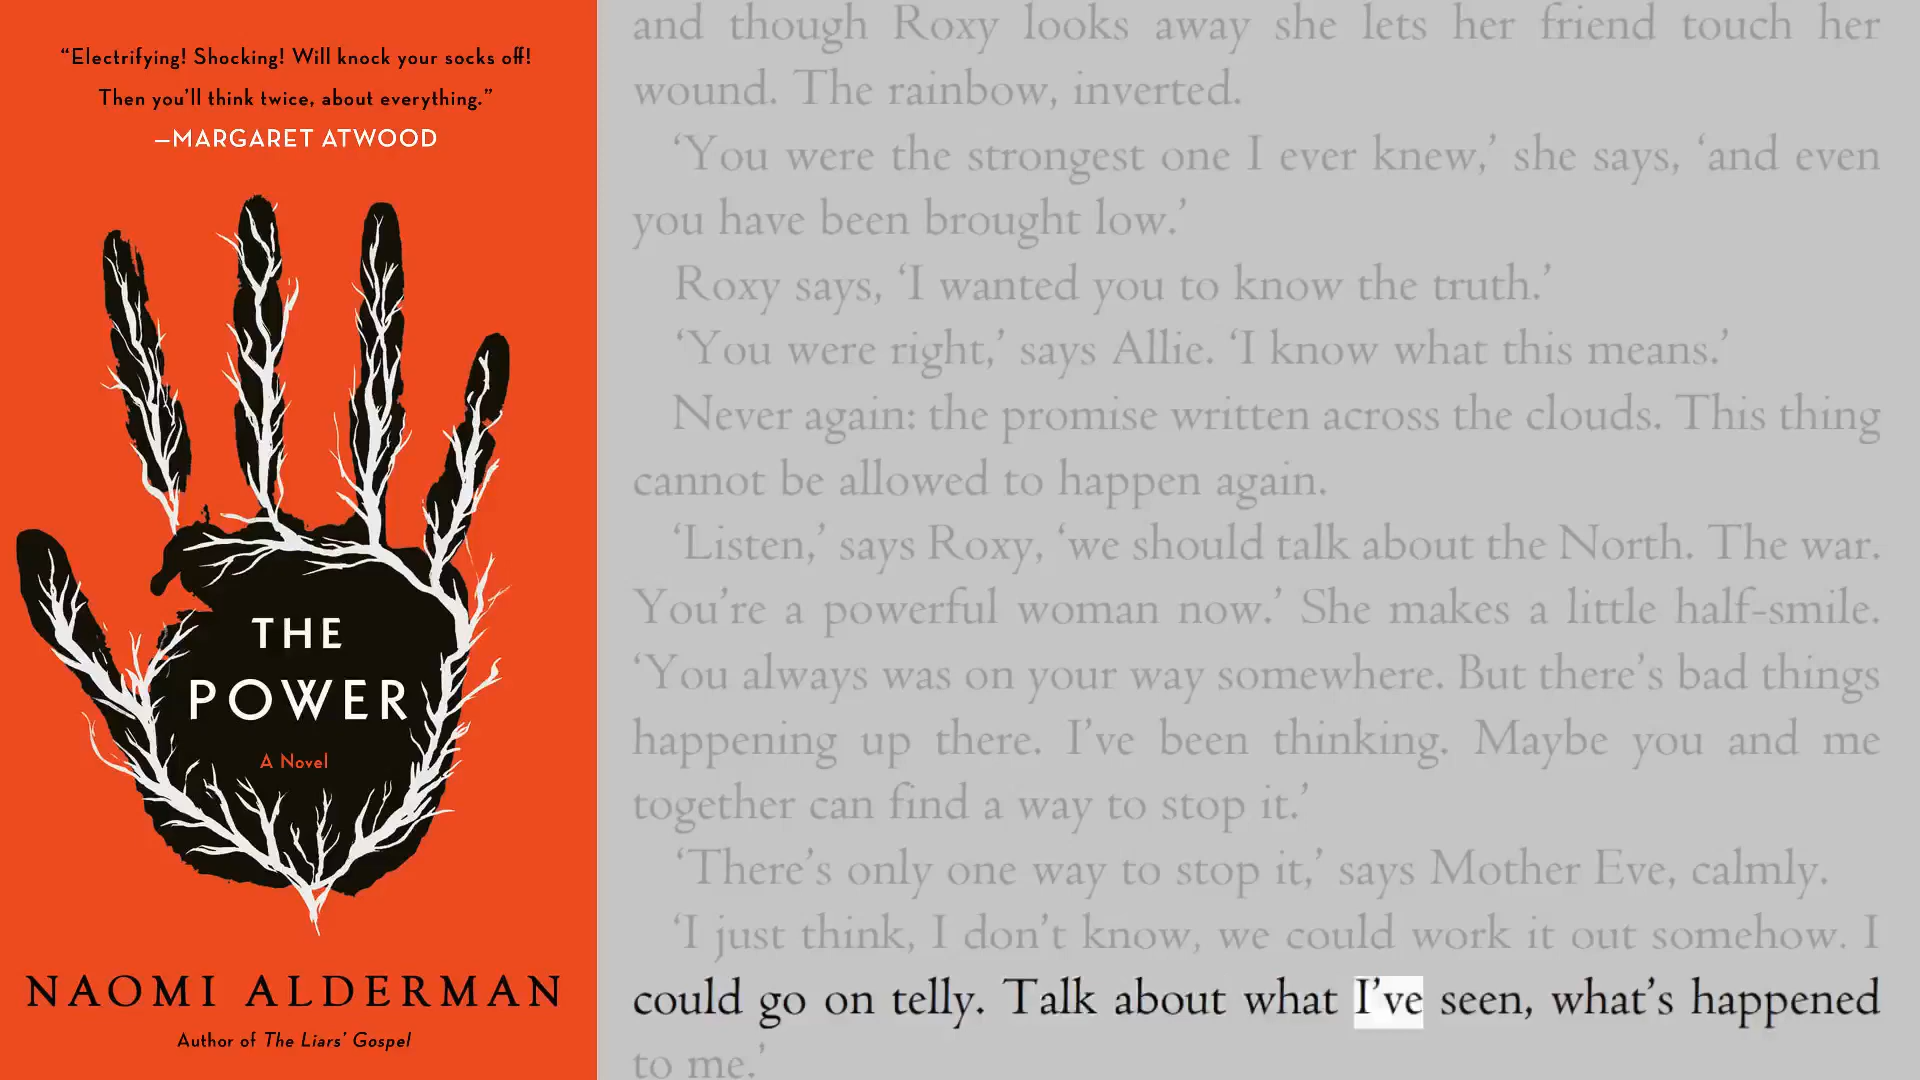 “Electrifying! Shocking! Will knock your socks off!
Then you’ll think twice, about everything.”
—MARGARET ATWOOD
THE
POWER
A Novel
NAOMI ALDERMAN
Author of The Liars’ Gospel
and though Roxy looks away she lets her friend touch her
wound. The rainbow, inverted.
‘You were the strongest one I ever knew,’ she says, ‘and even
you have been brought low.’
Roxy says, ‘I wanted you to know the truth.’
‘You were right,’ says Allie. ‘I know what this means.’
Never again: the promise written across the clouds. This thing
cannot be allowed to happen again.
‘Listen,’ says Roxy, ‘we should talk about the North. The war.
You’re a powerful woman now.’ She makes a little half-smile.
‘You always was on your way somewhere. But there’s bad things
happening up there. I’ve been thinking. Maybe you and me
together can find a way to stop it.’
‘There’s only one way to stop it,’ says Mother Eve, calmly.
‘I just think, I don’t know, we could work it out somehow. I
could go on telly. Talk about what I’ve seen, what’s happened
to me.’